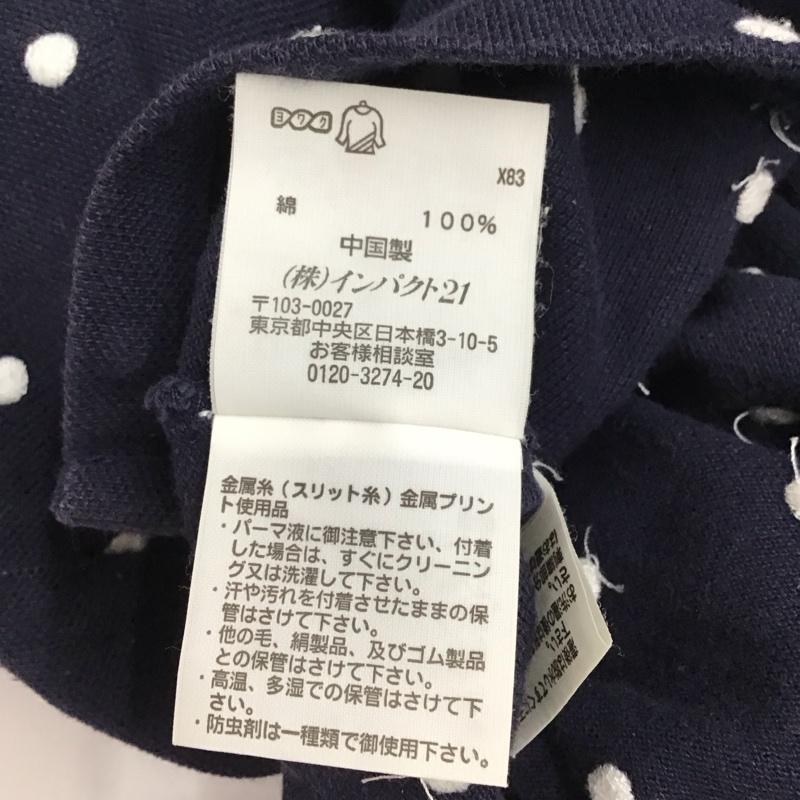 ヨワク
X83
綿 100%
中国製
(株)インパクト21
〒103-0027
東京都中央区日本橋3-10-5
お客様相談室
0120-3274-20
金属糸(スリット糸)金属プリン
ト使用品
・パーマ液に御注意下さい、付着
した場合は、すぐにクリーニン
グ又は洗濯して下さい。
・汗や汚れを付着させたままの保
管はさけて下さい。
・他の毛、絹製品、及びゴム製品
との保管はさけて下さい。
・高温、多湿での保管はさけて下
さい。
・防虫剤は一種類で御使用下さい。